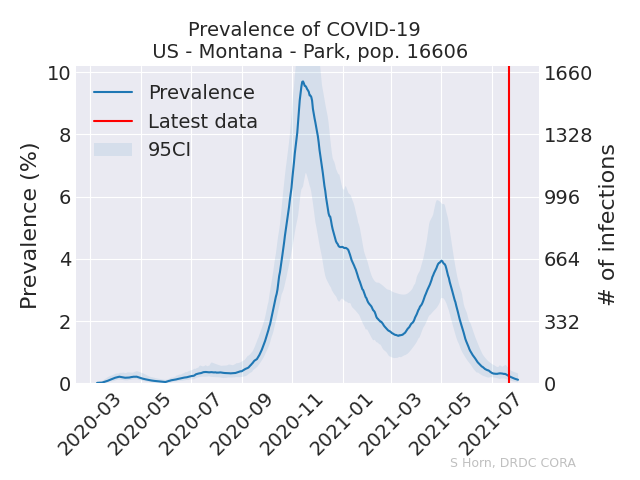 Prevalence of COVID-19
US - Montana - Park, pop. 16606
Prevalence (%)
10
8
6
4
2
0
Prevalence
Latest data
95CI
1660
1328
996
664
332
0
# of infections
2020-03
2020-05
2020-07
2020-09
2020-11
2021-01
2021-03
2021-05
2021-07
S Horn, DRDC CORA